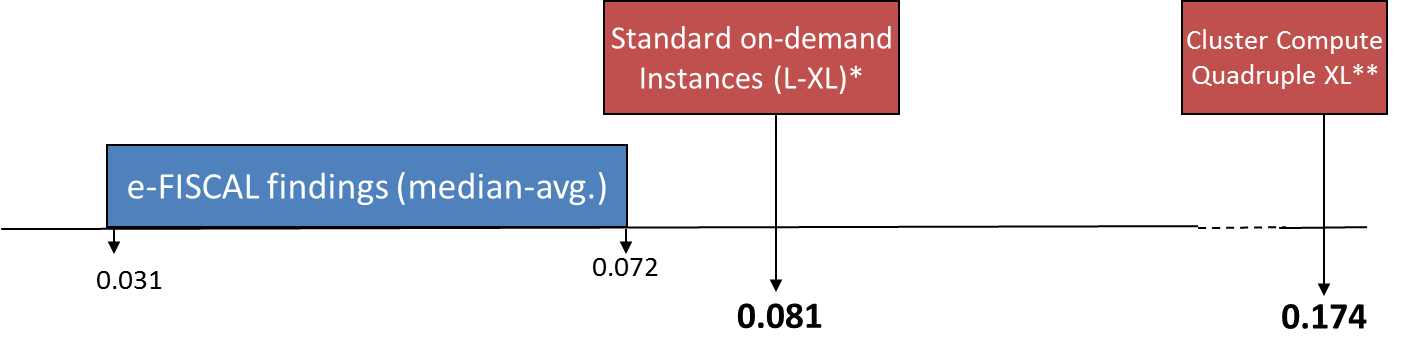 Standard on-demand
Instances (L-XL)*
Cluster Compute
Quadruple XL**
e-FISCAL findings (median-avg.)
0.031
0.072
0.081
0.174